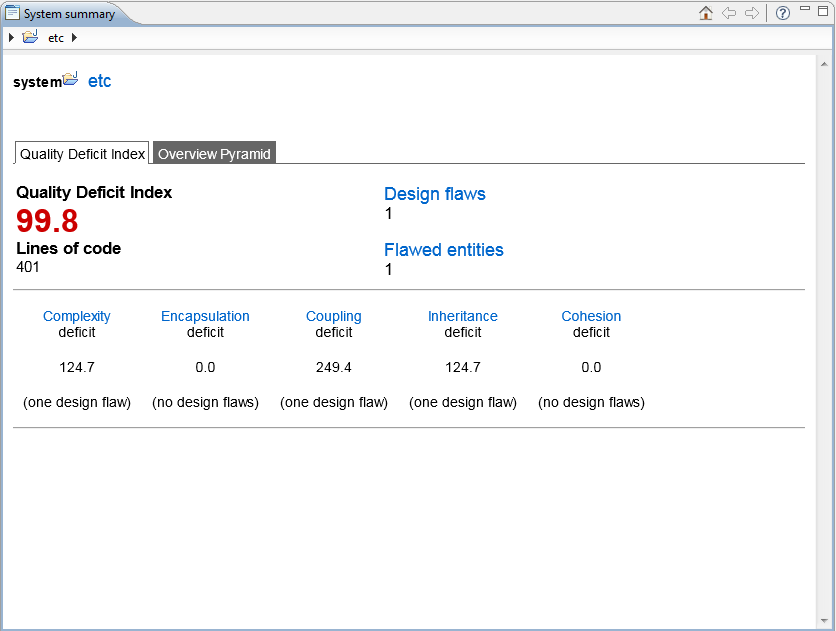 System summary
etc
system etc
Quality Deficit Index Overview Pyramid
Quality Deficit Index
99.8
Lines of code
401
Design flaws
1
Flawed entities
1
Complexity Encapsulation Coupling Inheritance Cohesion
deficit deficit deficit deficit deficit
124.7 0.0 249.4 124.7 0.0
(one design flaw) (no design flaws) (one design flaw) (one design flaw) (no design flaws)